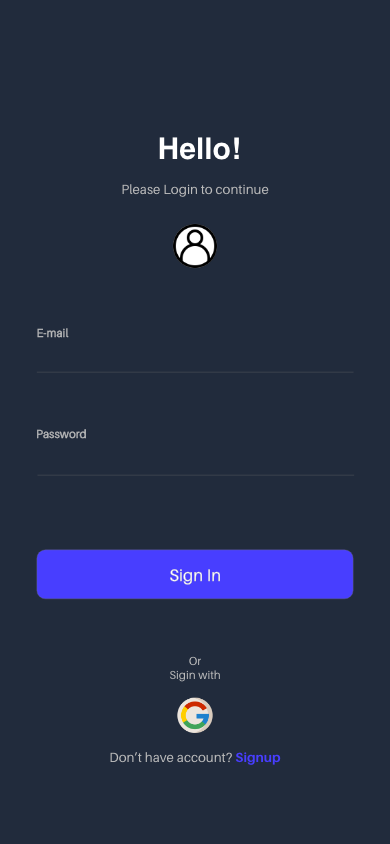 Hello!
Please Login to continue
E-mail
Password
Sign In
Or
Sigin with
Don't have account? Signup